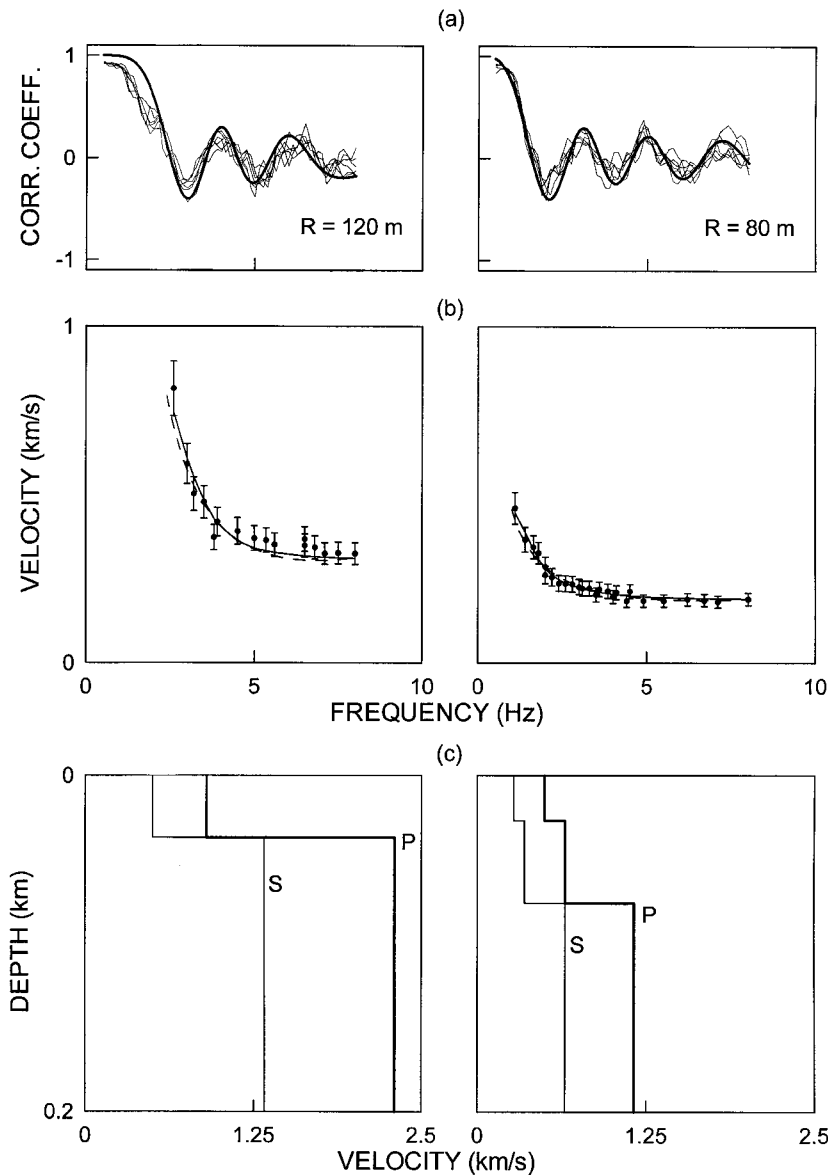 (a)
CORR. COEFF.
1
0
-1
R = 120 m
R = 80 m
(b)
VELOCITY (km/s)
1
0
0 5 10 0 5 10
FREQUENCY (Hz)
(c)
DEPTH (km)
0
0.2
P
S
P
S
0 1.25 2.5 0 1.25 2.5
VELOCITY (km/s)